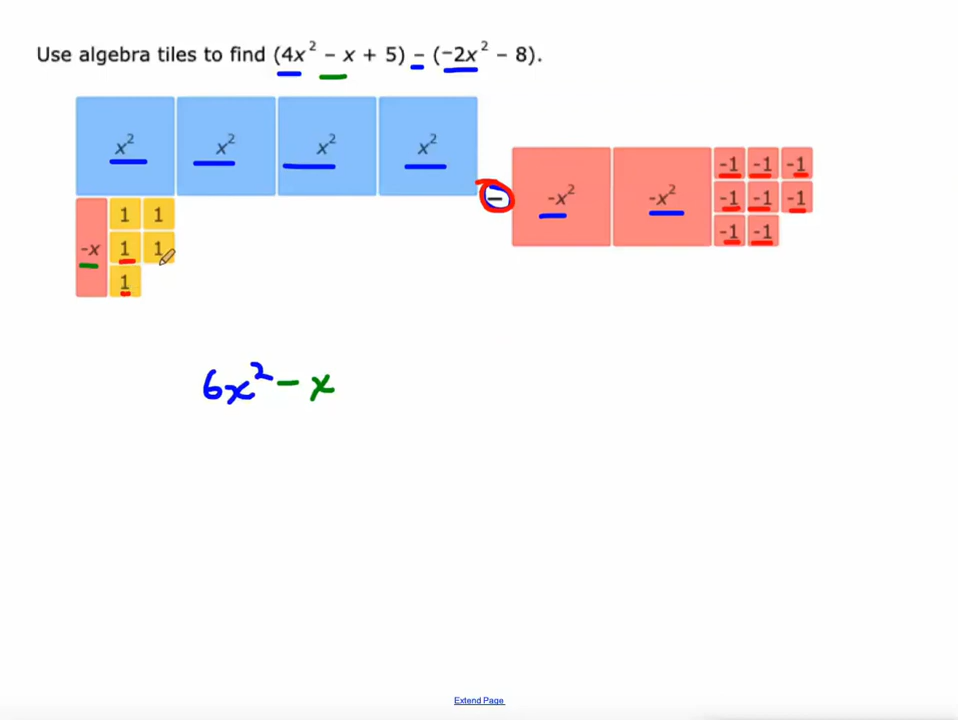 Use algebra tiles to find (4x² − x + 5) − (−2x² − 8).
x² x² x² x²
− -x² -x² -1 -1 -1
-1 -1 -1
-1 -1
-x 1 1
1 1
1
6x² − x
Extend Page